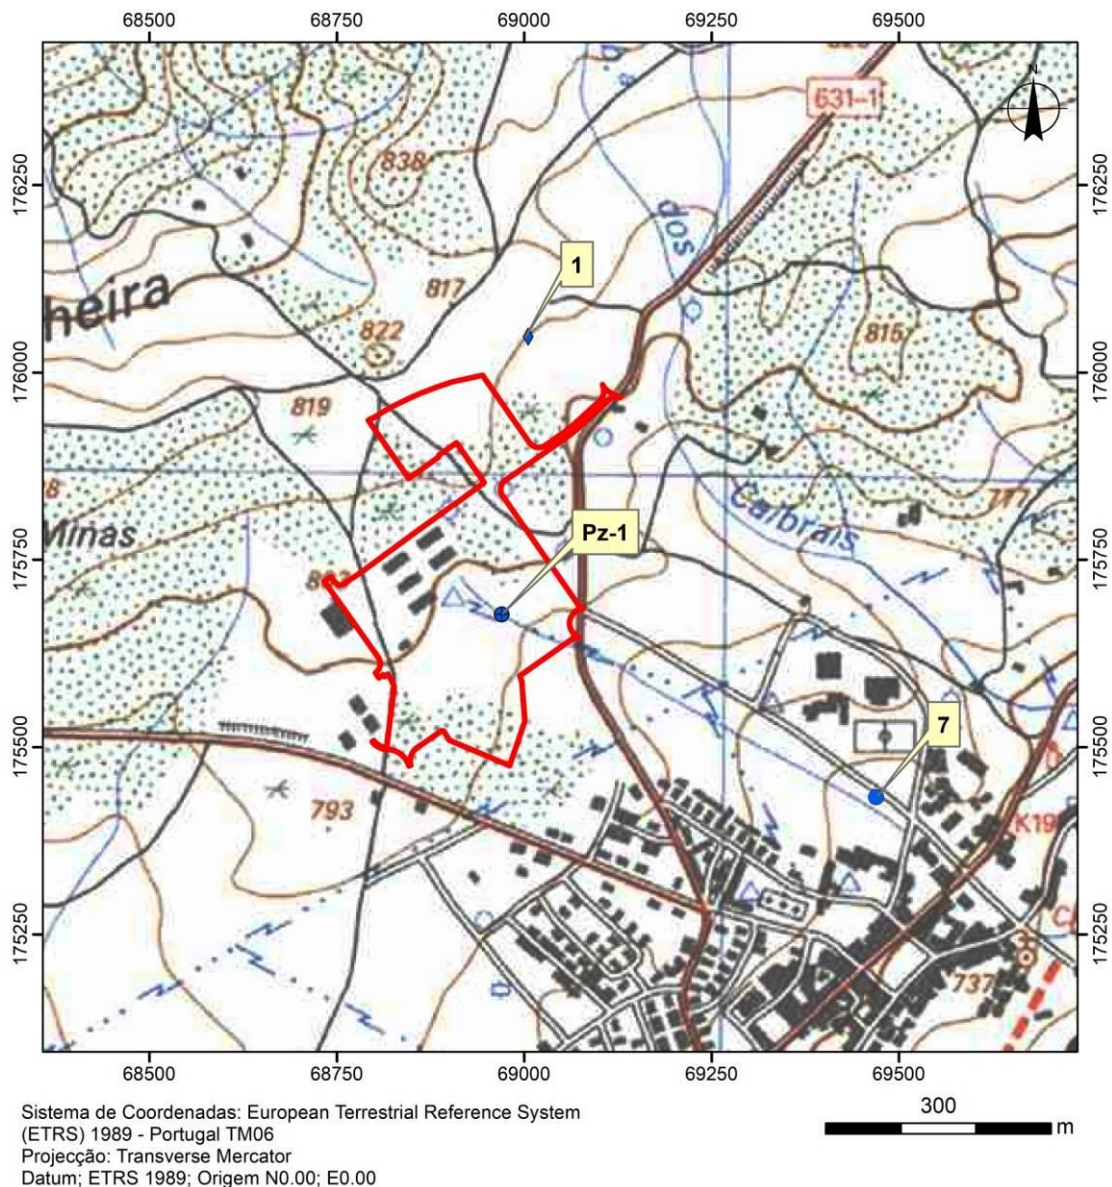 68500 68750 69000 69250 69500
631--1
N
176250 176250
838
dos
1
817
heira
822
815
176000 176000
819
Minas
Calbrais
Pz-1
175750 175750
7
175500 175500
793
K19
175250 175250
737
68500 68750 69000 69250 69500
Sistema de Coordenadas: European Terrestrial Reference System
(ETRS) 1989 - Portugal TM06
Projecção: Transverse Mercator
Datum; ETRS 1989; Origem N0.00; E0.00
300
m